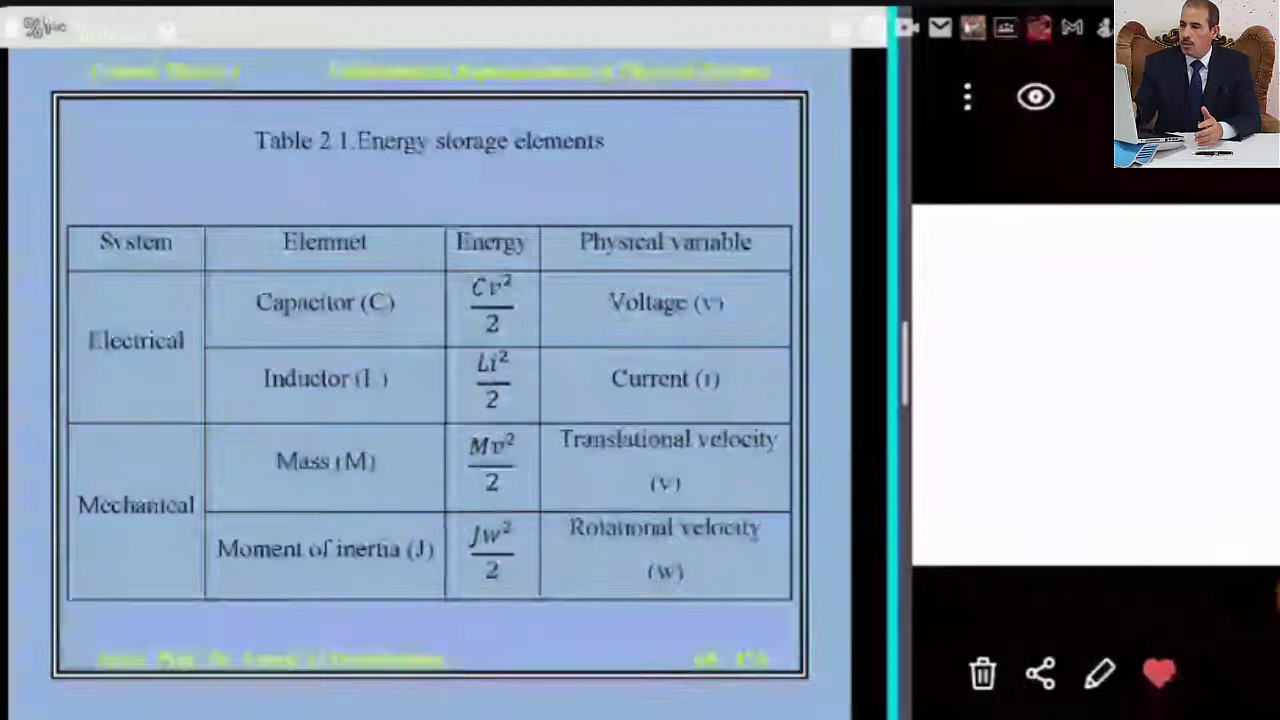 Table 2 1.Energy storage elements
System Elemnet Energy Physical variable
Electrical
Capacitor (C) Cv²/2 Voltage (v)
Inductor (L) Li²/2 Current (i)
Mechanical
Mass (M) Mv²/2 Translational velocity
(v)
Moment of inertia (J) Jw²/2 Rotational velocity
(w)